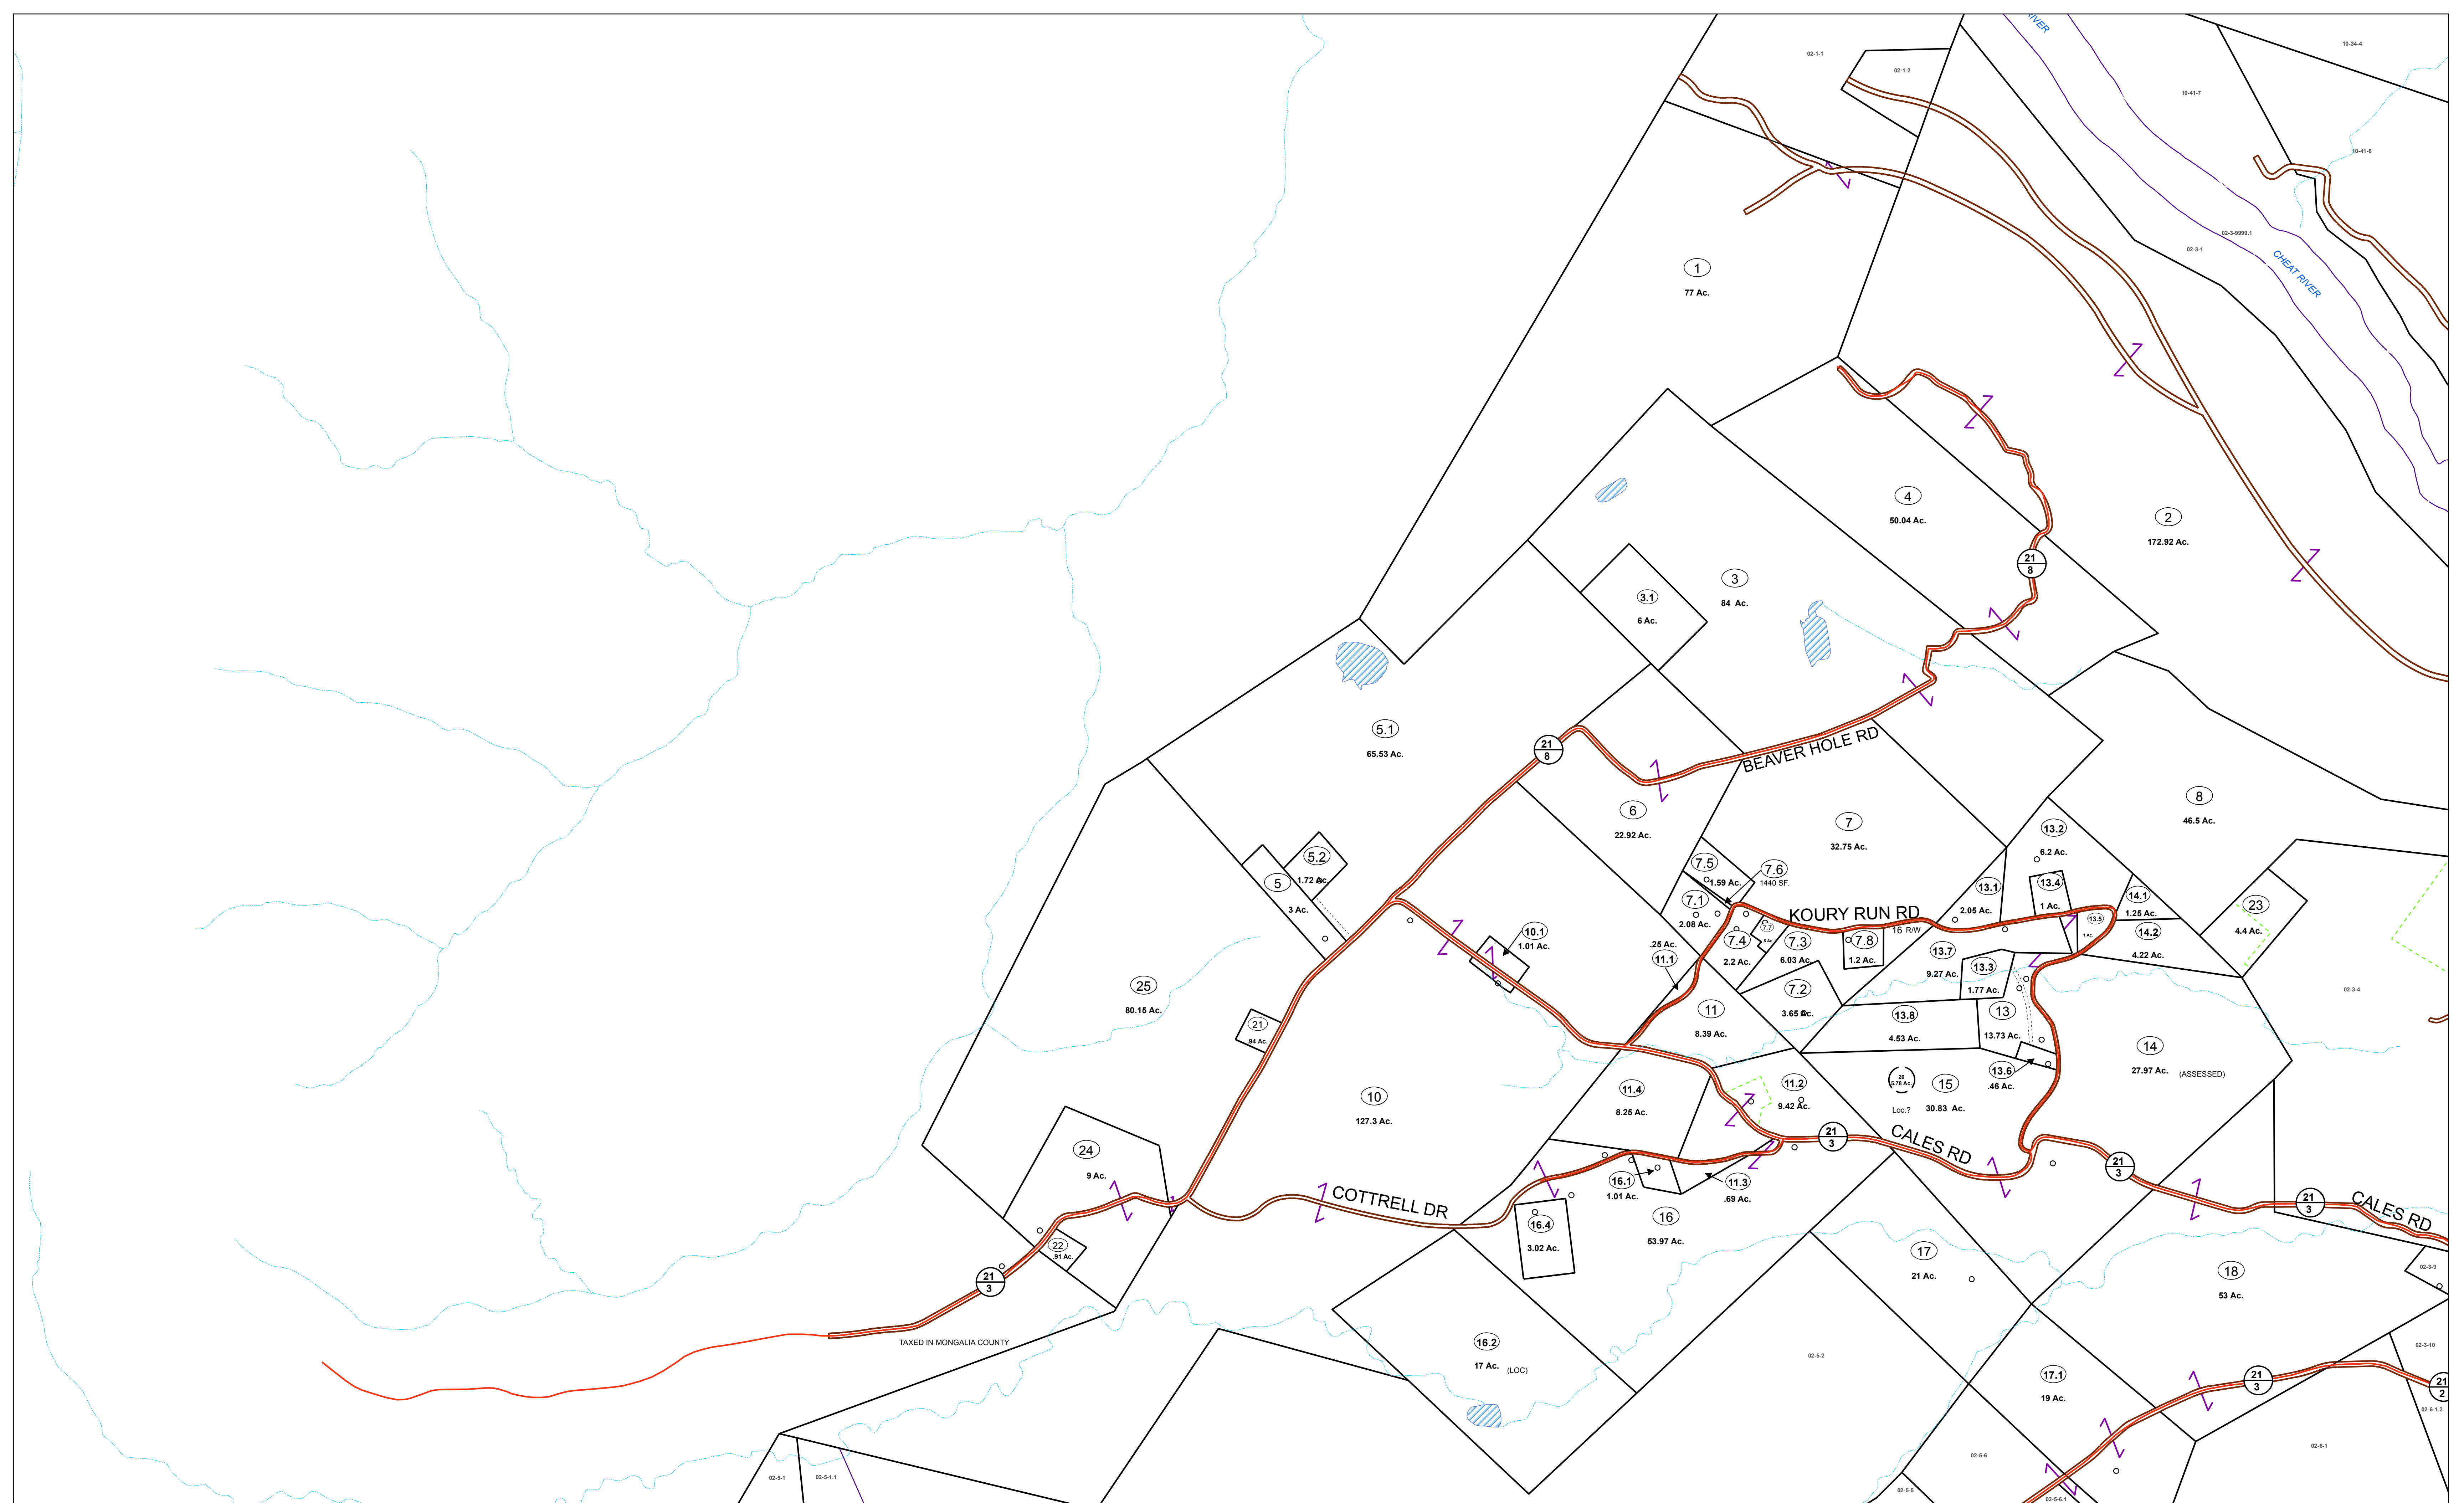 RIVER
10-34-4
02-1-1
02-1-2
10-41-7
10-41-6
02-3-9999.1
02-3-1
CHEAT RIVER
1
77 Ac.
4
50.04 Ac.
2
172.92 Ac.
21
8
3
84 Ac.
3.1
6 Ac.
5.1
65.53 Ac.
21
8
BEAVER HOLE RD
6
22.92 Ac.
7
32.75 Ac.
8
46.5 Ac.
13.2
6.2 Ac.
5.2
1.72 Ac.
5
3 Ac.
7.5
1.59 Ac.
7.6
1440 SF.
7.1
2.08 Ac.
KOURY RUN RD
13.1
2.05 Ac.
13.4
1 Ac.
14.1
1.25 Ac.
13.5
1 Ac.
23
4.4 Ac.
10.1
1.01 Ac.
.25 Ac.
11.1
7.7
7.4
2.2 Ac.
7.3
6.03 Ac.
7.8
1.2 Ac.
16 R/W
13.7
9.27 Ac.
14.2
4.22 Ac.
13.3
1.77 Ac.
25
80.15 Ac.
7.2
3.65 Ac.
02-3-4
21
.94 Ac.
11
8.39 Ac.
13.8
4.53 Ac.
13
13.73 Ac.
14
27.97 Ac.
(ASSESSED)
13.6
.46 Ac.
20
5.78 Ac.
15
30.83 Ac.
Loc.?
10
127.3 Ac.
11.4
8.25 Ac.
11.2
9.42 Ac.
21
3
CALES RD
24
9 Ac.
21
3
16.1
1.01 Ac.
11.3
.69 Ac.
COTTRELL DR
21
3
CALES RD
16.4
3.02 Ac.
16
53.97 Ac.
22
.91 Ac.
17
21 Ac.
21
3
18
53 Ac.
02-3-9
TAXED IN MONGALIA COUNTY
16.2
17 Ac.
(LOC)
02-5-2
02-3-10
17.1
19 Ac.
21
3
21
2
02-6-1.2
02-6-1
02-5-6
02-5-1
02-5-1.1
02-5-5
02-5-6.1